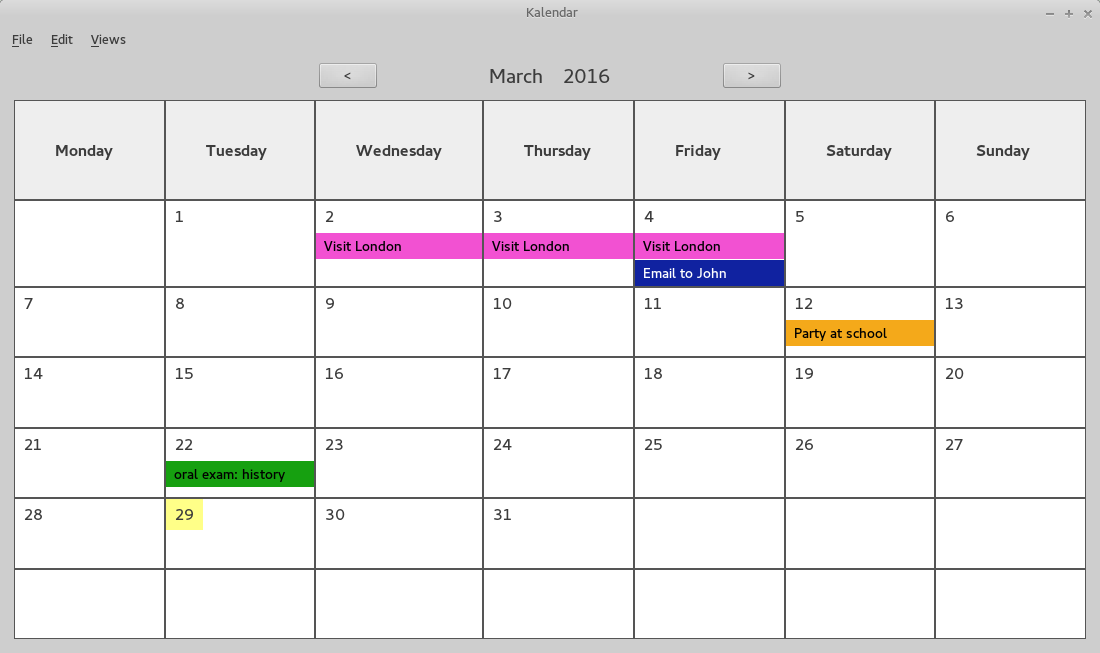 Kalendar
File Edit Views
< March 2016 >
Monday Tuesday Wednesday Thursday Friday Saturday Sunday
1 2 3 4 5 6
Visit London Visit London Visit London
Email to John
7 8 9 10 11 12 13
Party at school
14 15 16 17 18 19 20
21 22 23 24 25 26 27
oral exam: history
28 29 30 31